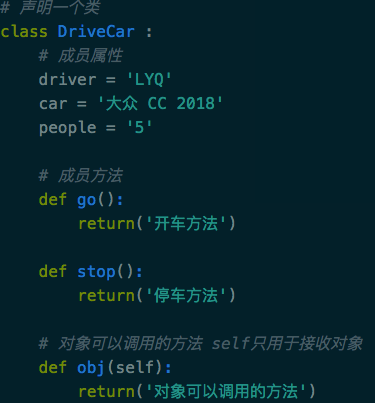 # 声明一个类
class DriveCar :
# 成员属性
driver = 'LYQ'
car = '大众 CC 2018'
people = '5'
# 成员方法
def go():
return('开车方法')
def stop():
return('停车方法')
# 对象可以调用的方法 self只用于接收对象
def obj(self):
return('对象可以调用的方法')